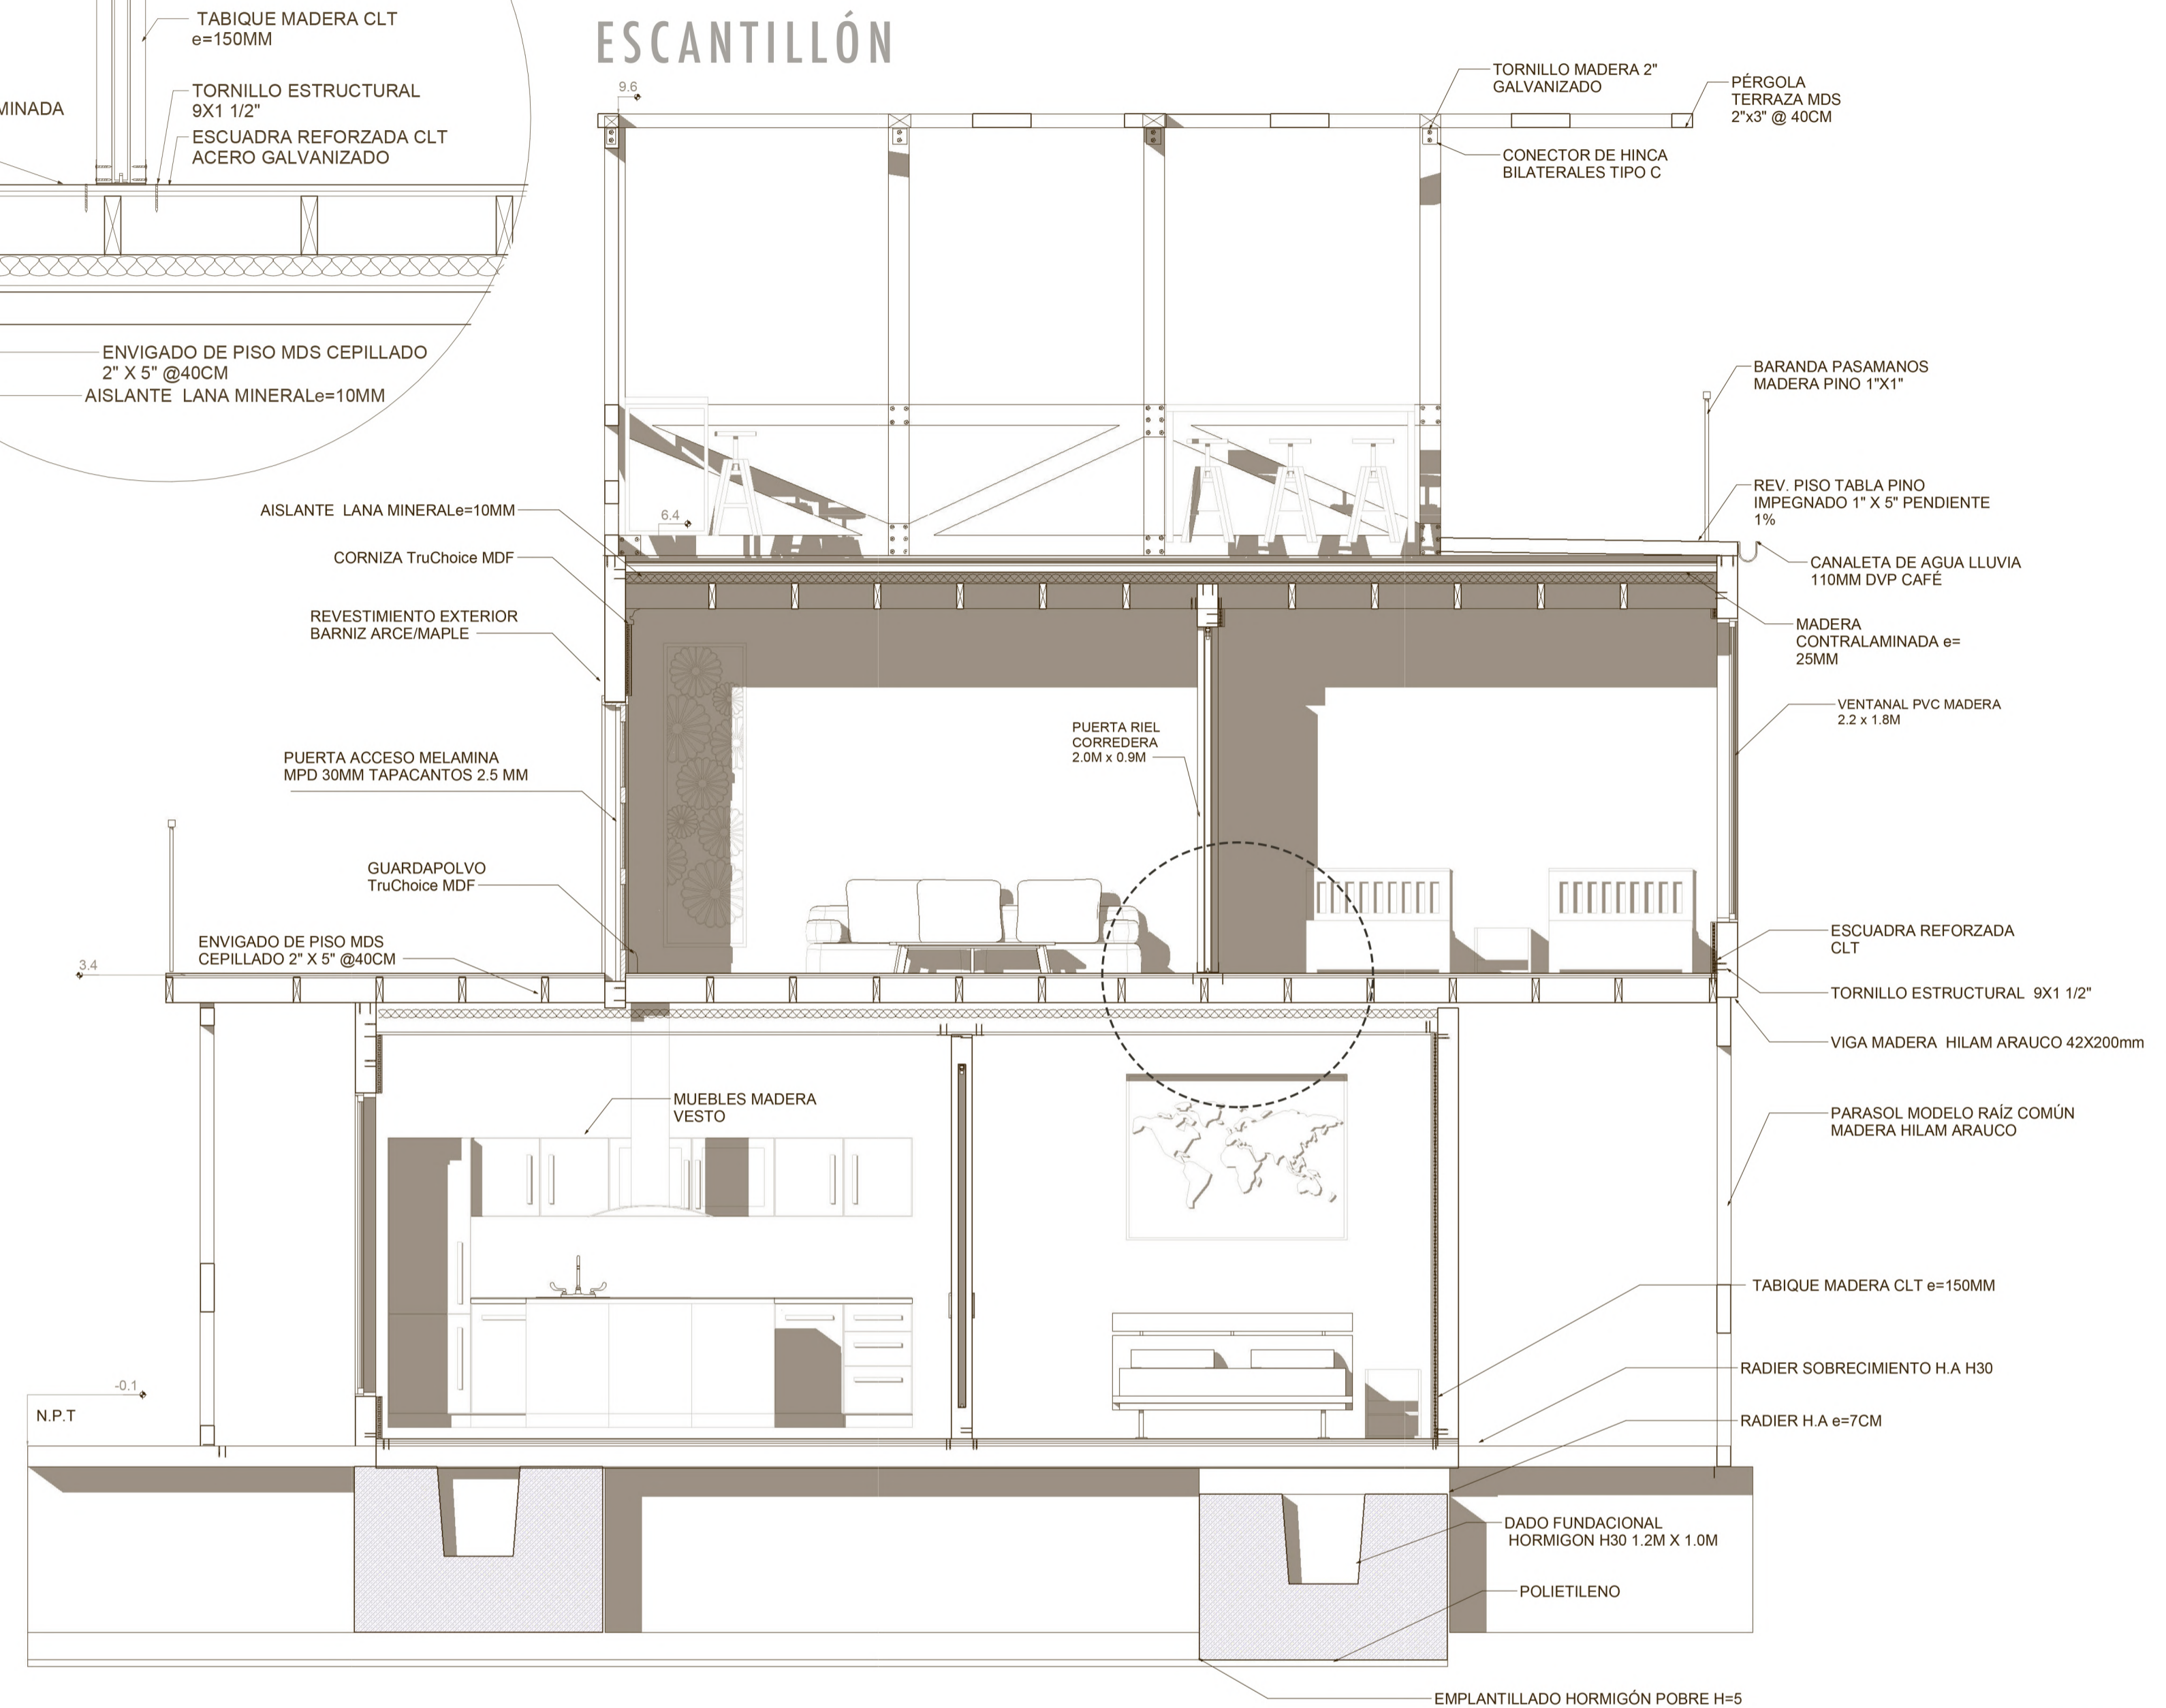 ESCANTILLÓN
TABIQUE MADERA CLT
e=150MM
TORNILLO ESTRUCTURAL
9X1 1/2"
MINADA
ESCUADRA REFORZADA CLT
ACERO GALVANIZADO
ENVIGADO DE PISO MDS CEPILLADO
2" X 5" @40CM
AISLANTE LANA MINERALe=10MM
9.6
TORNILLO MADERA 2"
GALVANIZADO
PÉRGOLA
TERRAZA MDS
2"x3" @ 40CM
CONECTOR DE HINCA
BILATERALES TIPO C
BARANDA PASAMANOS
MADERA PINO 1"X1"
REV. PISO TABLA PINO
IMPEGNADO 1" X 5" PENDIENTE
1%
6.4
AISLANTE LANA MINERALe=10MM
CORNIZA TruChoice MDF
CANALETA DE AGUA LLUVIA
110MM DVP CAFÉ
REVESTIMIENTO EXTERIOR
BARNIZ ARCE/MAPLE
MADERA
CONTRALAMINADA e=
25MM
VENTANAL PVC MADERA
2.2 x 1.8M
PUERTA RIEL
CORREDERA
2.0M x 0.9M
PUERTA ACCESO MELAMINA
MPD 30MM TAPACANTOS 2.5 MM
GUARDAPOLVO
TruChoice MDF
ENVIGADO DE PISO MDS
CEPILLADO 2" X 5" @40CM
3.4
ESCUADRA REFORZADA
CLT
TORNILLO ESTRUCTURAL 9X1 1/2"
VIGA MADERA HILAM ARAUCO 42X200mm
MUEBLES MADERA
VESTO
PARASOL MODELO RAÍZ COMÚN
MADERA HILAM ARAUCO
TABIQUE MADERA CLT e=150MM
RADIER SOBRECIMIENTO H.A H30
-0.1
N.P.T
RADIER H.A e=7CM
DADO FUNDACIONAL
HORMIGON H30 1.2M X 1.0M
POLIETILENO
EMPLANTILLADO HORMIGÓN POBRE H=5